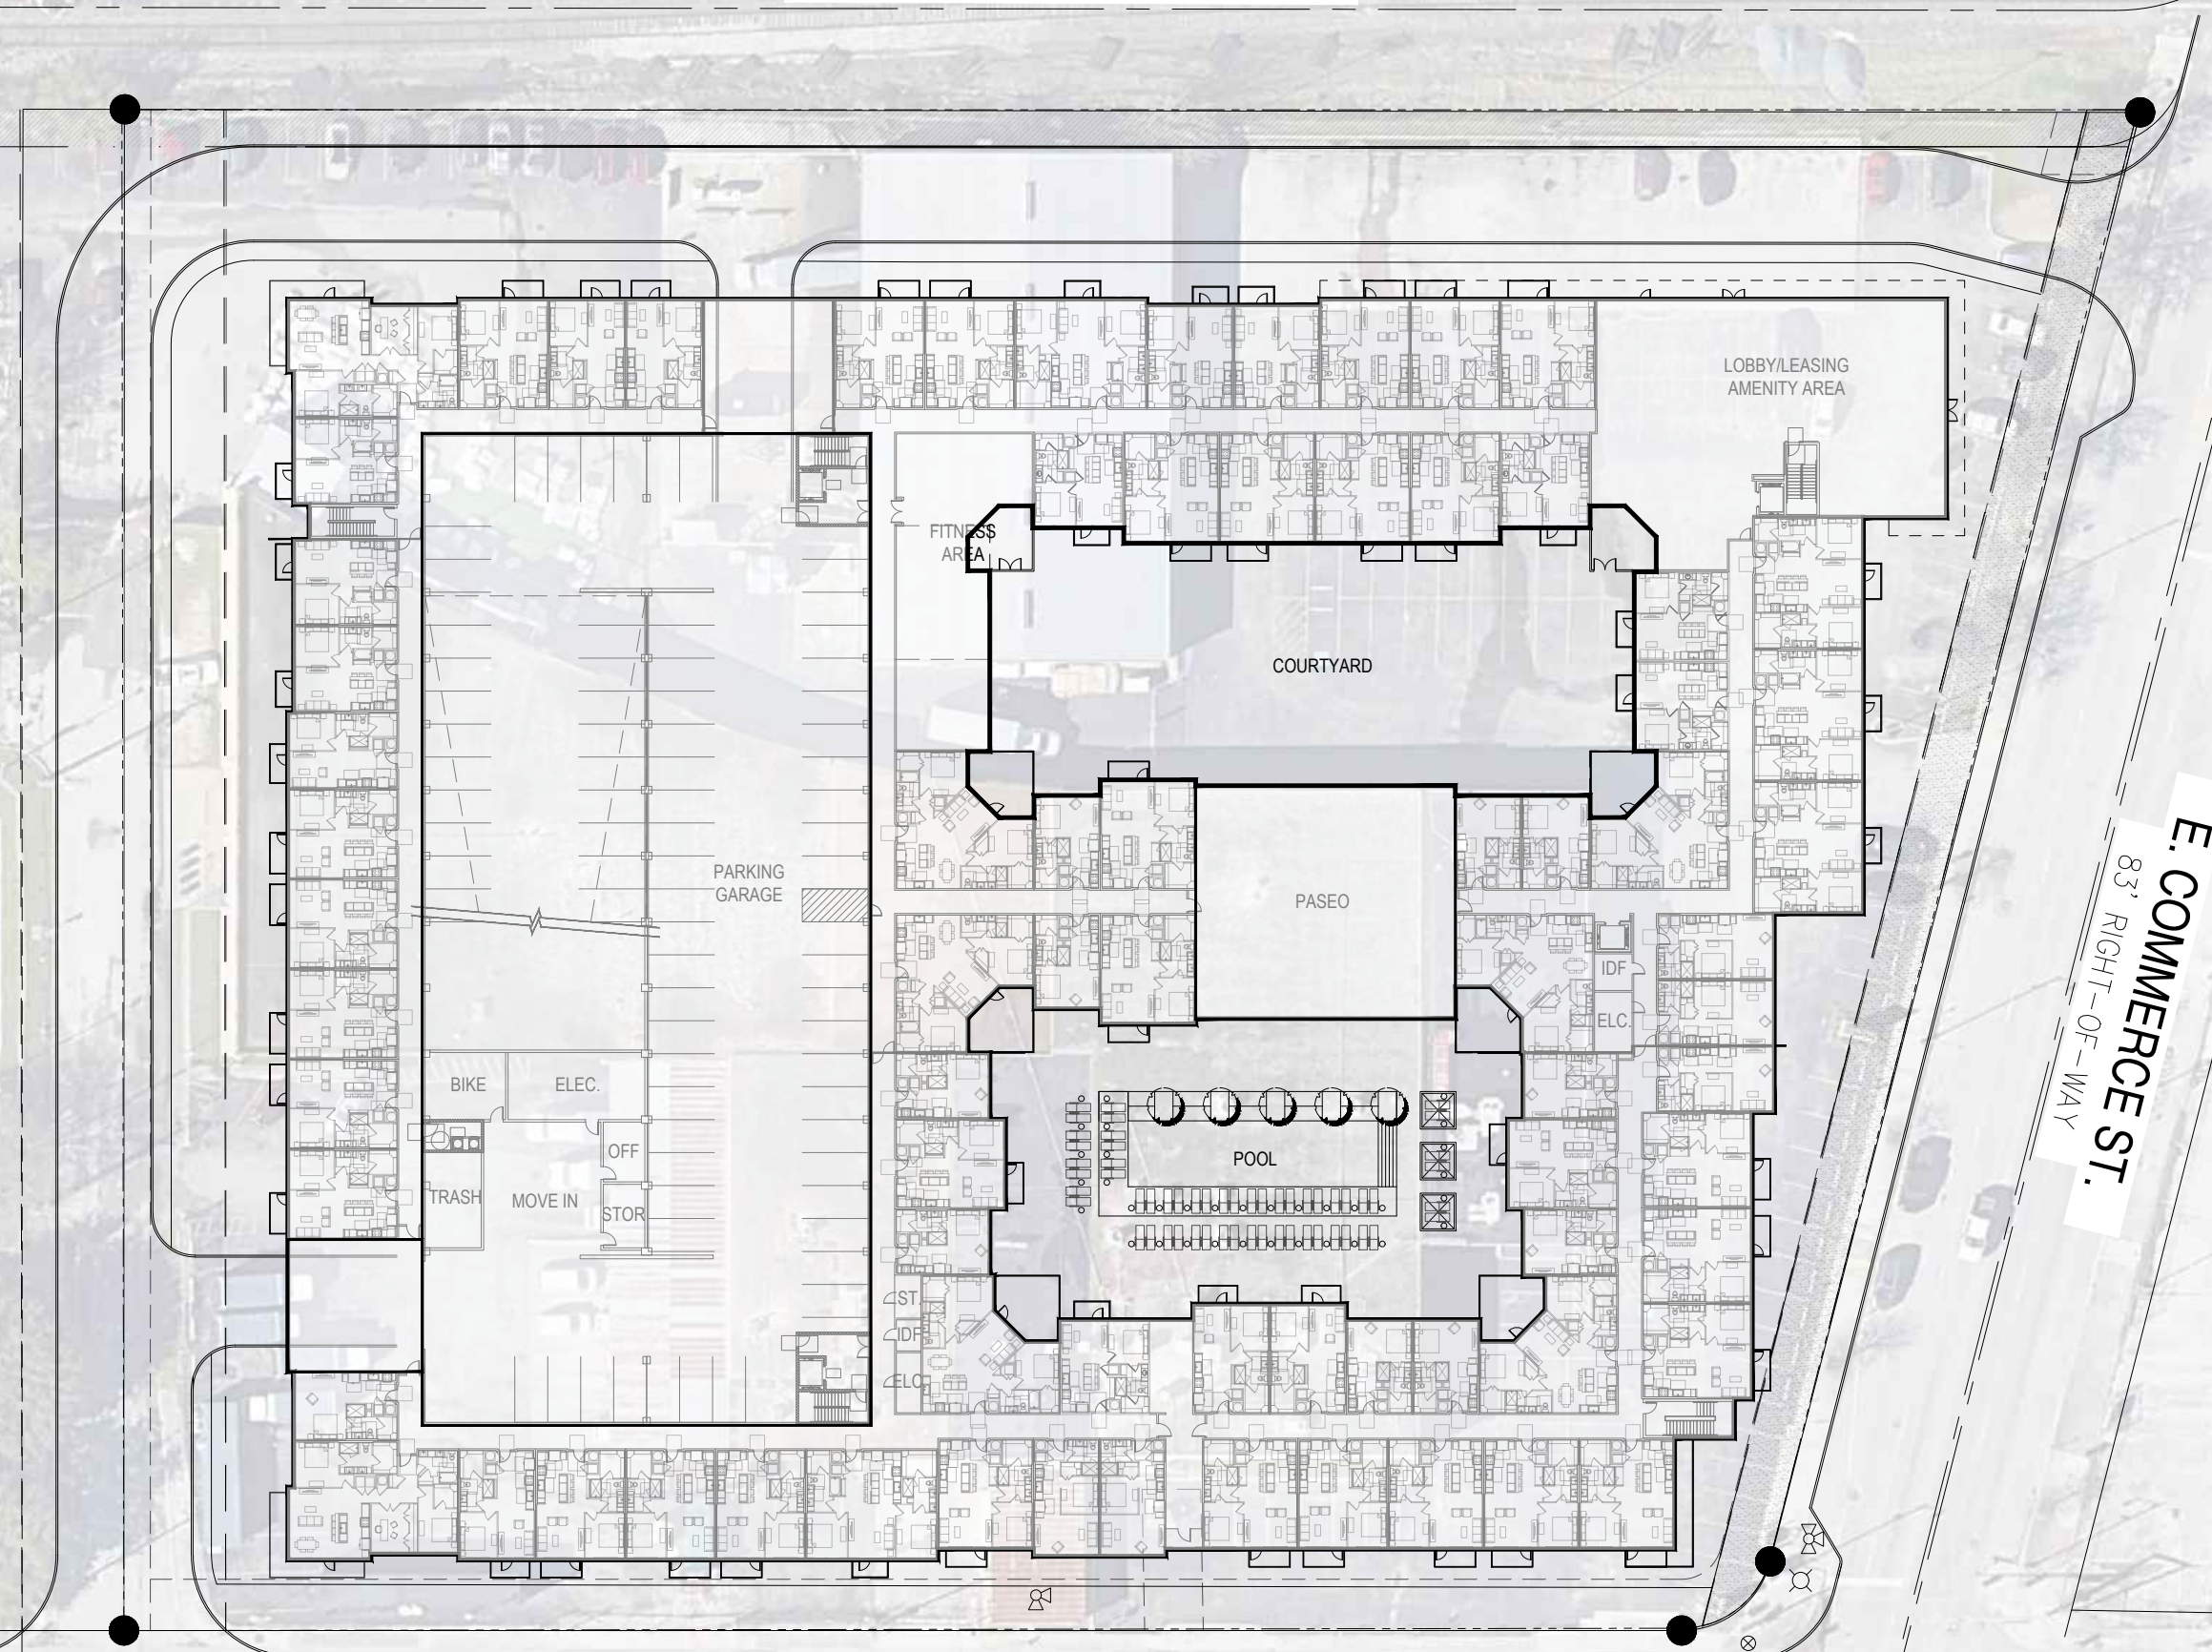 LOBBY/LEASING
AMENITY AREA
FITNESS
AREA
COURTYARD
PARKING
GARAGE
PASEO
E. COMMERCE ST.
83' RIGHT-OF-WAY
IDF
ELC.
BIKE
ELEC.
OFF
POOL
TRASH
MOVE IN
STOR
ST.
IDF
ELC